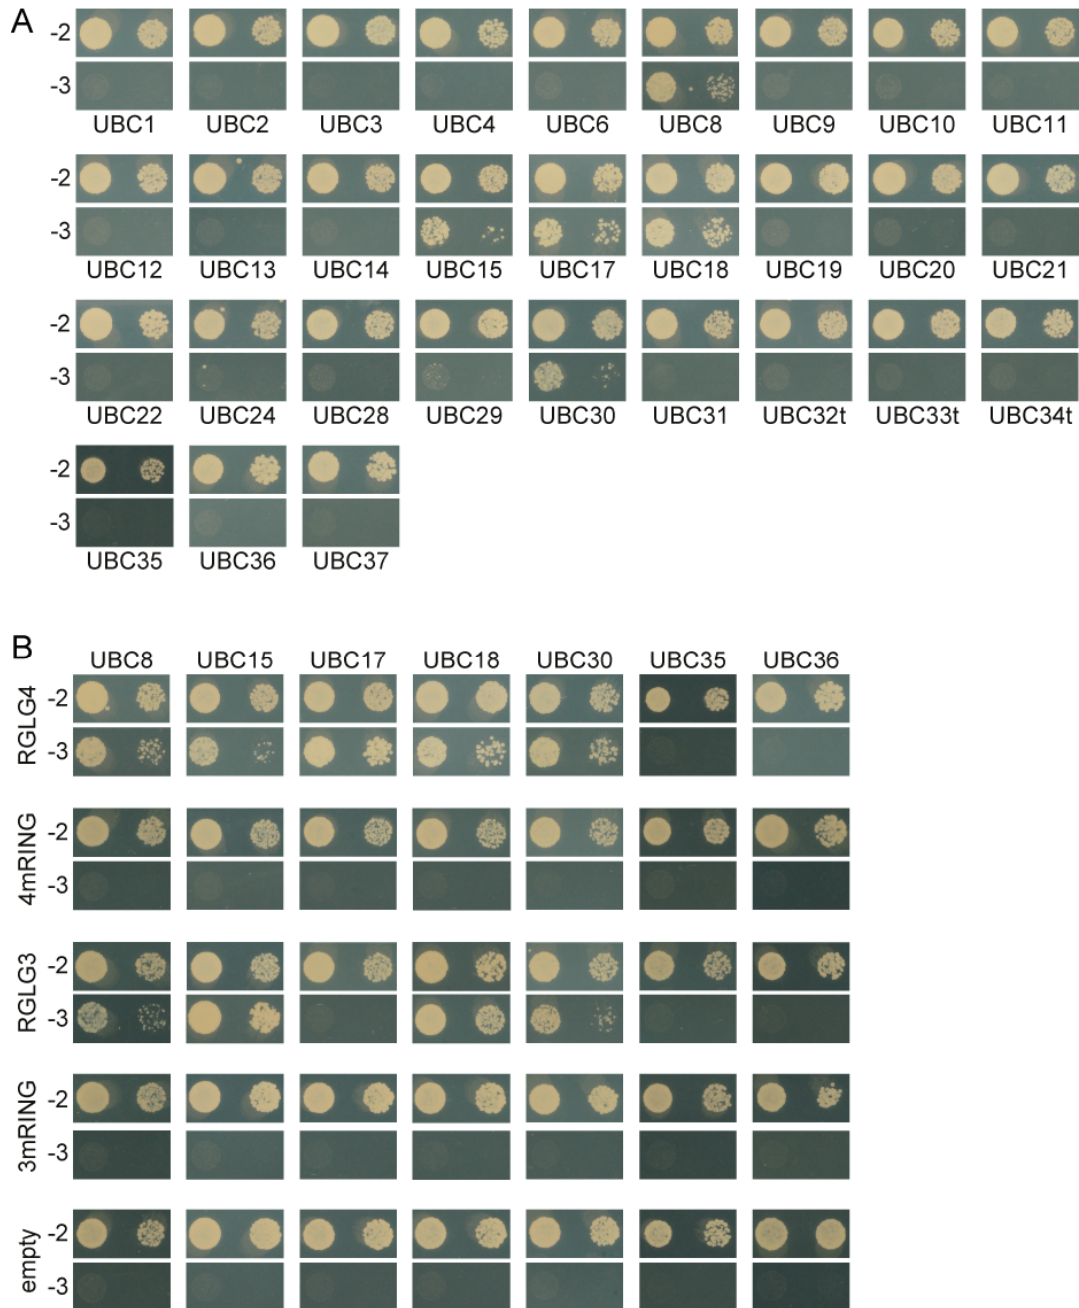 A
-2
-3
UBC1 UBC2 UBC3 UBC4 UBC6 UBC8 UBC9 UBC10 UBC11
-2
-3
UBC12 UBC13 UBC14 UBC15 UBC17 UBC18 UBC19 UBC20 UBC21
-2
-3
UBC22 UBC24 UBC28 UBC29 UBC30 UBC31 UBC32t UBC33t UBC34t
-2
-3
UBC35 UBC36 UBC37
B
UBC8 UBC15 UBC17 UBC18 UBC30 UBC35 UBC36
RGLG4
-2
-3
4mRING
-2
-3
RGLG3
-2
-3
3mRING
-2
-3
empty
-2
-3